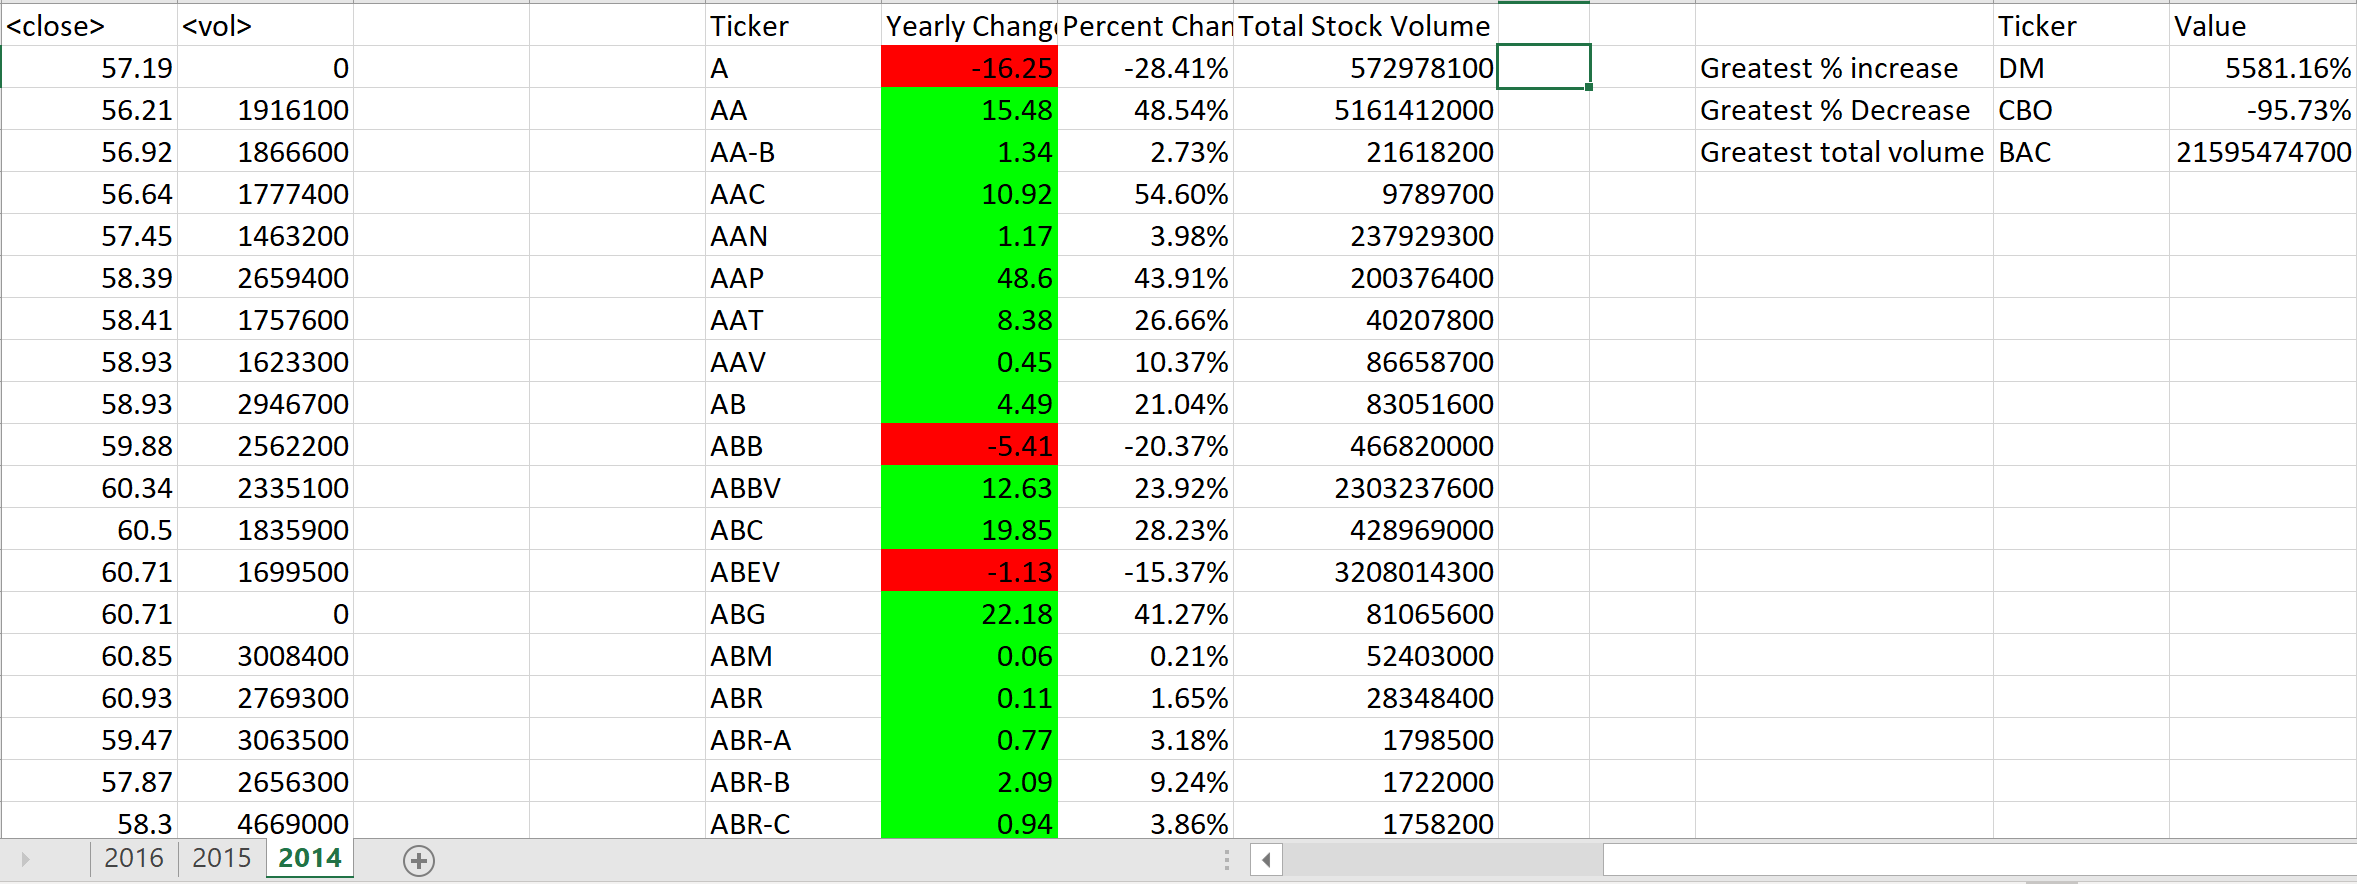 <close> <vol> Ticker Yearly Change Percent Chan Total Stock Volume Ticker Value
57.19 0 A -16.25 -28.41% 572978100 Greatest % increase DM 5581.16%
56.21 1916100 AA 15.48 48.54% 5161412000 Greatest % Decrease CBO -95.73%
56.92 1866600 AA-B 1.34 2.73% 21618200 Greatest total volume BAC 21595474700
56.64 1777400 AAC 10.92 54.60% 9789700
57.45 1463200 AAN 1.17 3.98% 237929300
58.39 2659400 AAP 48.6 43.91% 200376400
58.41 1757600 AAT 8.38 26.66% 40207800
58.93 1623300 AAV 0.45 10.37% 86658700
58.93 2946700 AB 4.49 21.04% 83051600
59.88 2562200 ABB -5.41 -20.37% 466820000
60.34 2335100 ABBV 12.63 23.92% 2303237600
60.5 1835900 ABC 19.85 28.23% 428969000
60.71 1699500 ABEV -1.13 -15.37% 3208014300
60.71 0 ABG 22.18 41.27% 81065600
60.85 3008400 ABM 0.06 0.21% 52403000
60.93 2769300 ABR 0.11 1.65% 28348400
59.47 3063500 ABR-A 0.77 3.18% 1798500
57.87 2656300 ABR-B 2.09 9.24% 1722000
58.3 4669000 ABR-C 0.94 3.86% 1758200
2016 2015 2014